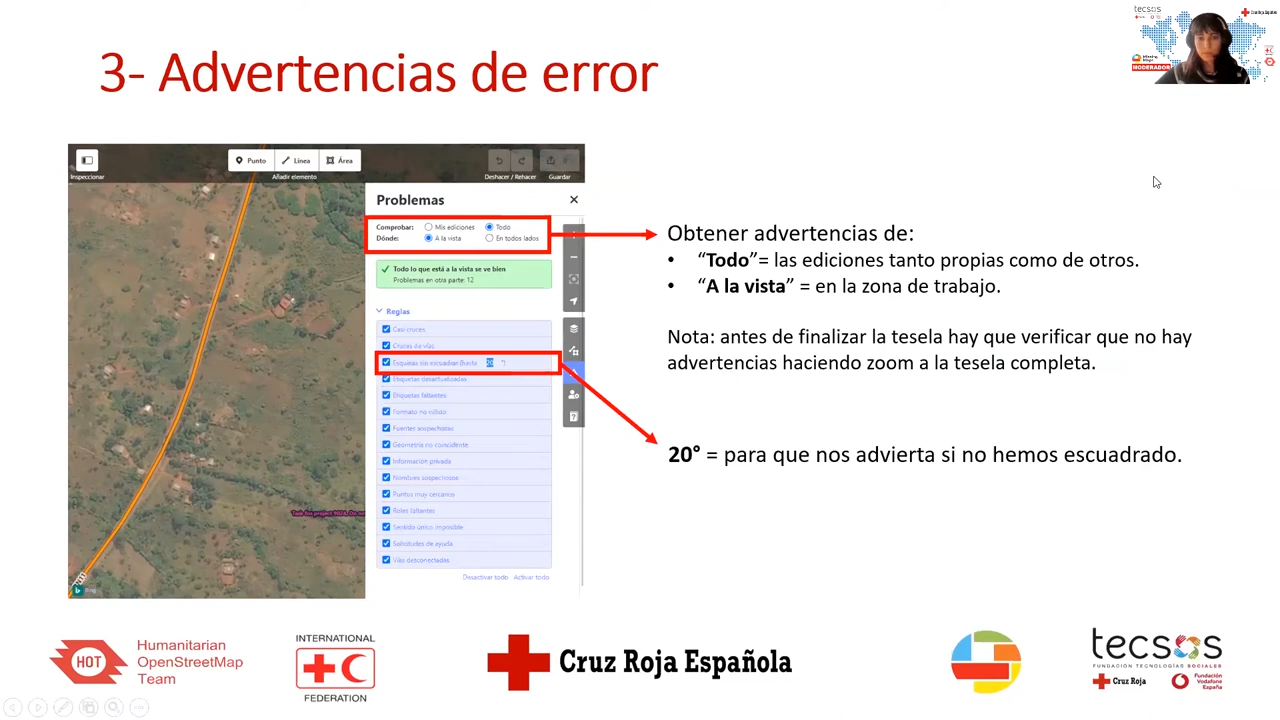 3- Advertencias de error
tecsos
Cruz Roja Española
MODERADOR
Inspeccionar
Punto
Línea
Área
Añadir elemento
Deshacer / Rehacer
Guardar
Problemas
Comprobar: Mis ediciones Todo
Dónde: A la vista En todos lados
Todo lo que está a la vista se ve bien
Problemas en otra parte: 12
Reglas
Casi cruces
Cruces de vías
Esquinas sin escuadrar (hasta 20 °)
Etiquetas desactualizadas
Etiquetas faltantes
Formato no válido
Fuentes sospechosas
Geometría no coincidente
Información privada
Nombres sospechosos
Puntos muy cercanos
Roles faltantes
Sentido único imposible
Solicitudes de ayuda
Vías desconectadas
Desactivar todo Activar todo
Bing
Obtener advertencias de:
• “Todo”= las ediciones tanto propias como de otros.
• “A la vista” = en la zona de trabajo.
Nota: antes de finalizar la tesela hay que verificar que no hay
advertencias haciendo zoom a la tesela completa.
20° = para que nos advierta si no hemos escuadrado.
HOT
Humanitarian
OpenStreetMap
Team
INTERNATIONAL
FEDERATION
Cruz Roja Española
tecsos
FUNDACIÓN TECNOLOGÍAS SOCIALES
Cruz Roja
Fundación
Vodafone
España